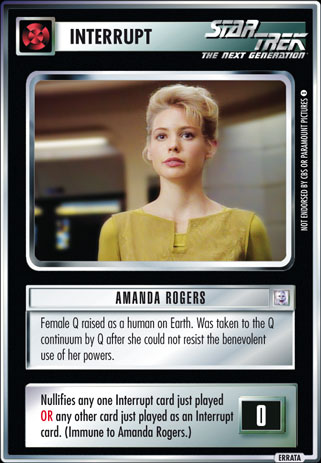 INTERRUPT
STAR TREK
THE NEXT GENERATION
NOT ENDORSED BY CBS OR PARAMOUNT PICTURES
AMANDA ROGERS
Female Q raised as a human on Earth. Was taken to the Q
continuum by Q after she could not resist the benevolent
use of her powers.
Nullifies any one Interrupt card just played
OR any other card just played as an Interrupt
card. (Immune to Amanda Rogers.)
0
ERRATA